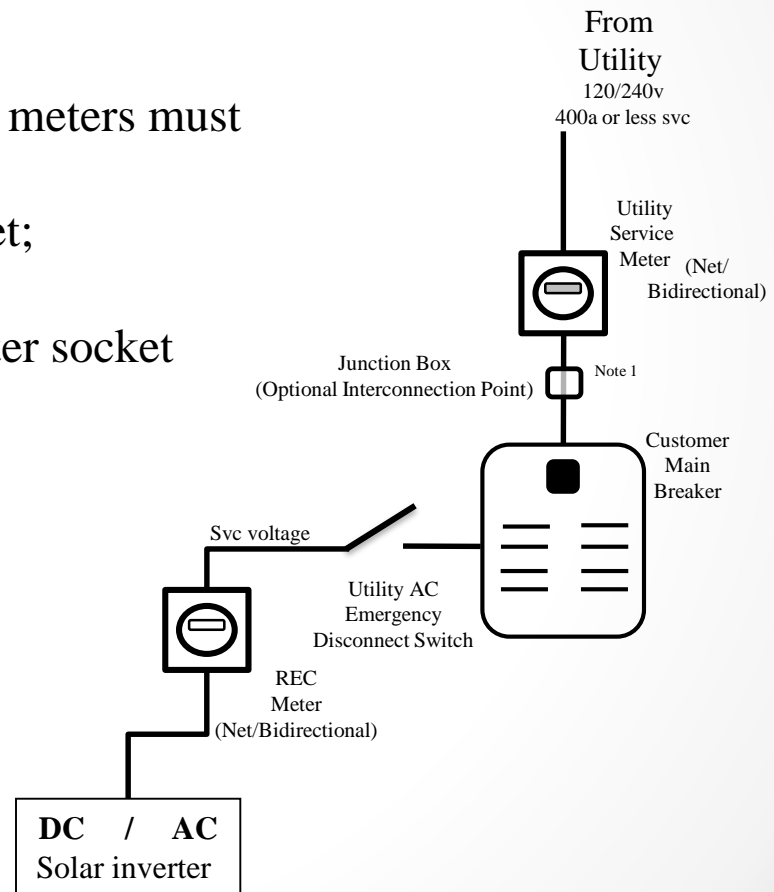 meters must
et;
ter socket
From
Utility
120/240v
400a or less svc
Utility
Service
Meter
(Net/
Bidirectional)
Junction Box
(Optional Interconnection Point)
Note 1
Customer
Main
Breaker
Svc voltage
Utility AC
Emergency
Disconnect Switch
REC
Meter
(Net/Bidirectional)
DC / AC
Solar inverter